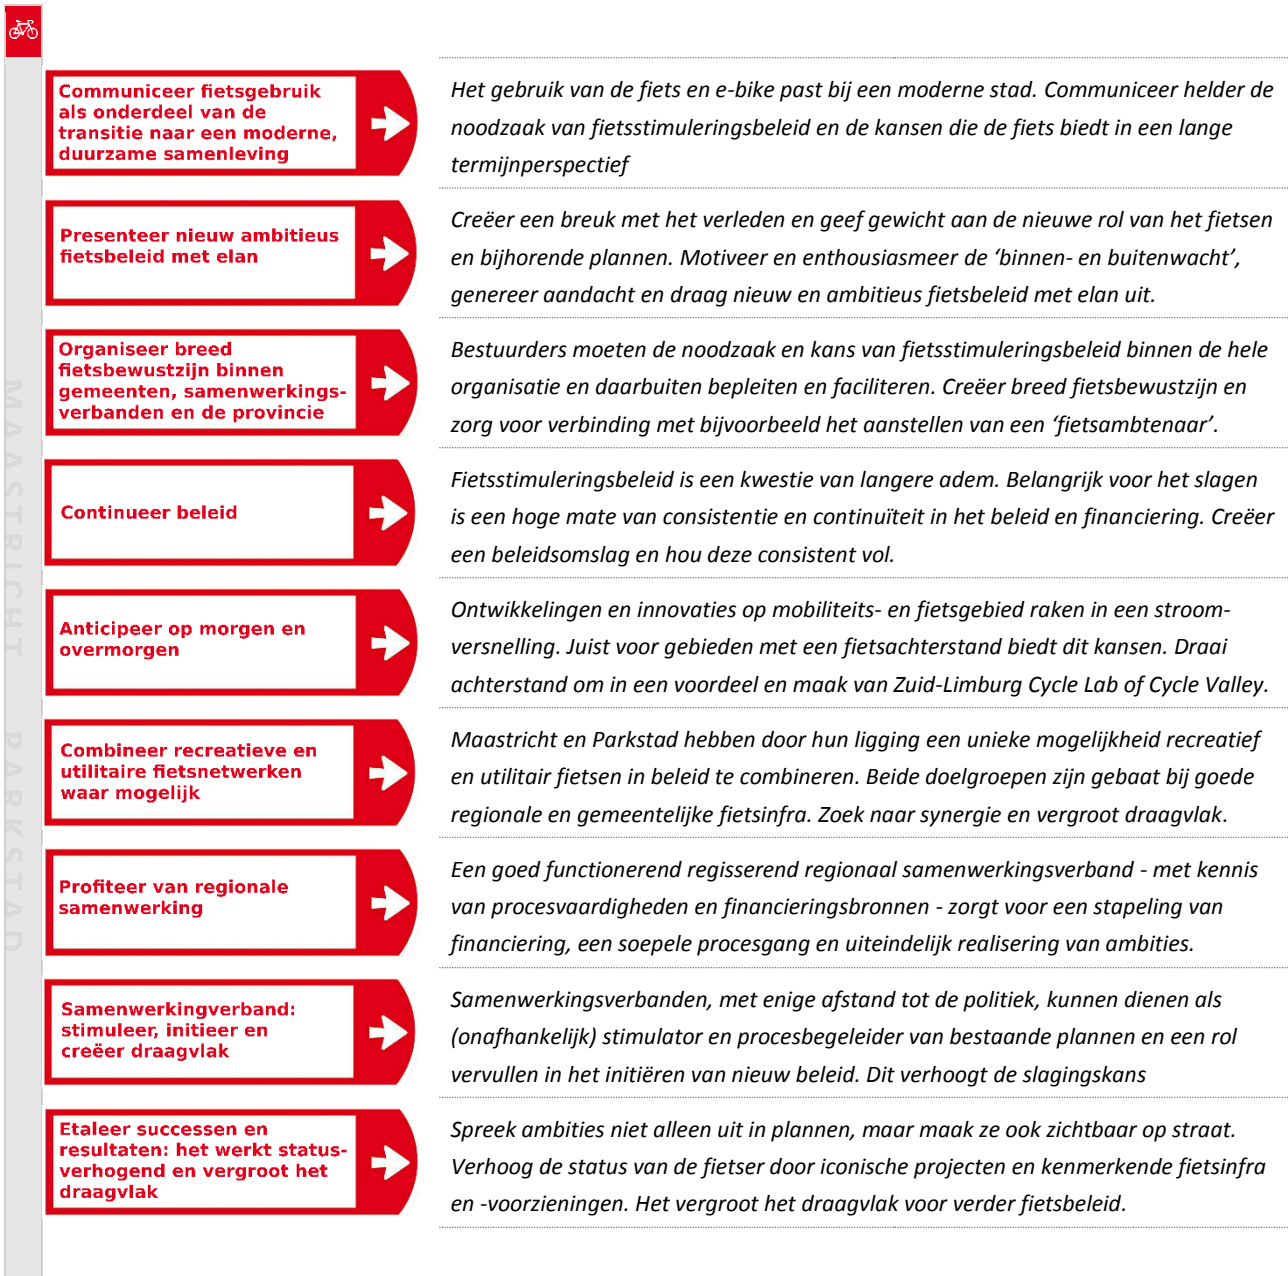 Communiceer fietsgebruik
als onderdeel van de
transitie naar een moderne,
duurzame samenleving
Het gebruik van de fiets en e-bike past bij een moderne stad. Communiceer helder de
noodzaak van fietsstimuleringsbeleid en de kansen die de fiets biedt in een lange
termijnperspectief
Presenteer nieuw ambitieus
fietsbeleid met elan
Creëer een breuk met het verleden en geef gewicht aan de nieuwe rol van het fietsen
en bijhorende plannen. Motiveer en enthousiasmeer de ‘binnen- en buitenwacht’,
genereer aandacht en draag nieuw en ambitieus fietsbeleid met elan uit.
Organiseer breed
fietsbewustzijn binnen
gemeenten, samenwerkings-
verbanden en de provincie
Bestuurders moeten de noodzaak en kans van fietsstimuleringsbeleid binnen de hele
organisatie en daarbuiten bepleiten en faciliteren. Creëer breed fietsbewustzijn en
zorg voor verbinding met bijvoorbeeld het aanstellen van een ‘fietsambtenaar’.
Continueer beleid
Fietsstimuleringsbeleid is een kwestie van langere adem. Belangrijk voor het slagen
is een hoge mate van consistentie en continuïteit in het beleid en financiering. Creëer
een beleidsomslag en hou deze consistent vol.
Anticipeer op morgen en
overmorgen
Ontwikkelingen en innovaties op mobiliteits- en fietsgebied raken in een stroom-
versnelling. Juist voor gebieden met een fietsachterstand biedt dit kansen. Draai
achterstand om in een voordeel en maak van Zuid-Limburg Cycle Lab of Cycle Valley.
Combineer recreatieve en
utilitaire fietsnetwerken
waar mogelijk
Maastricht en Parkstad hebben door hun ligging een unieke mogelijkheid recreatief
en utilitair fietsen in beleid te combineren. Beide doelgroepen zijn gebaat bij goede
regionale en gemeentelijke fietsinfra. Zoek naar synergie en vergroot draagvlak.
Profiteer van regionale
samenwerking
Een goed functionerend regisserend regionaal samenwerkingsverband - met kennis
van procesvaardigheden en financieringsbronnen - zorgt voor een stapeling van
financiering, een soepele procesgang en uiteindelijk realisering van ambities.
Samenwerkingverband:
stimuleer, initieer en
creëer draagvlak
Samenwerkingsverbanden, met enige afstand tot de politiek, kunnen dienen als
(onafhankelijk) stimulator en procesbegeleider van bestaande plannen en een rol
vervullen in het initiëren van nieuw beleid. Dit verhoogt de slagingskans
Etaleer successen en
resultaten: het werkt status-
verhogend en vergroot het
draagvlak
Spreek ambities niet alleen uit in plannen, maar maak ze ook zichtbaar op straat.
Verhoog de status van de fietser door iconische projecten en kenmerkende fietsinfra
en -voorzieningen. Het vergroot het draagvlak voor verder fietsbeleid.
MAASTRICHT PARKSTAD